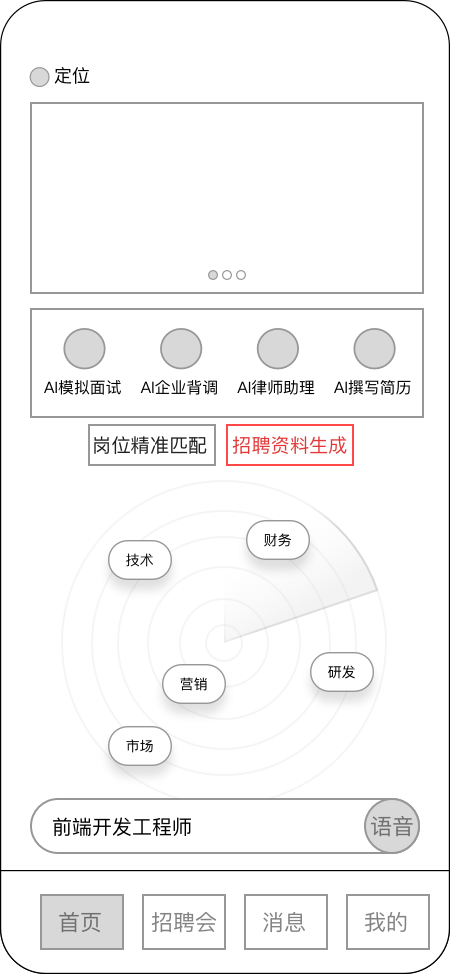 定位
AI模拟面试 AI企业背调 AI律师助理 AI撰写简历
岗位精准匹配 招聘资料生成
财务
技术
研发
营销
市场
前端开发工程师 语音
首页 招聘会 消息 我的